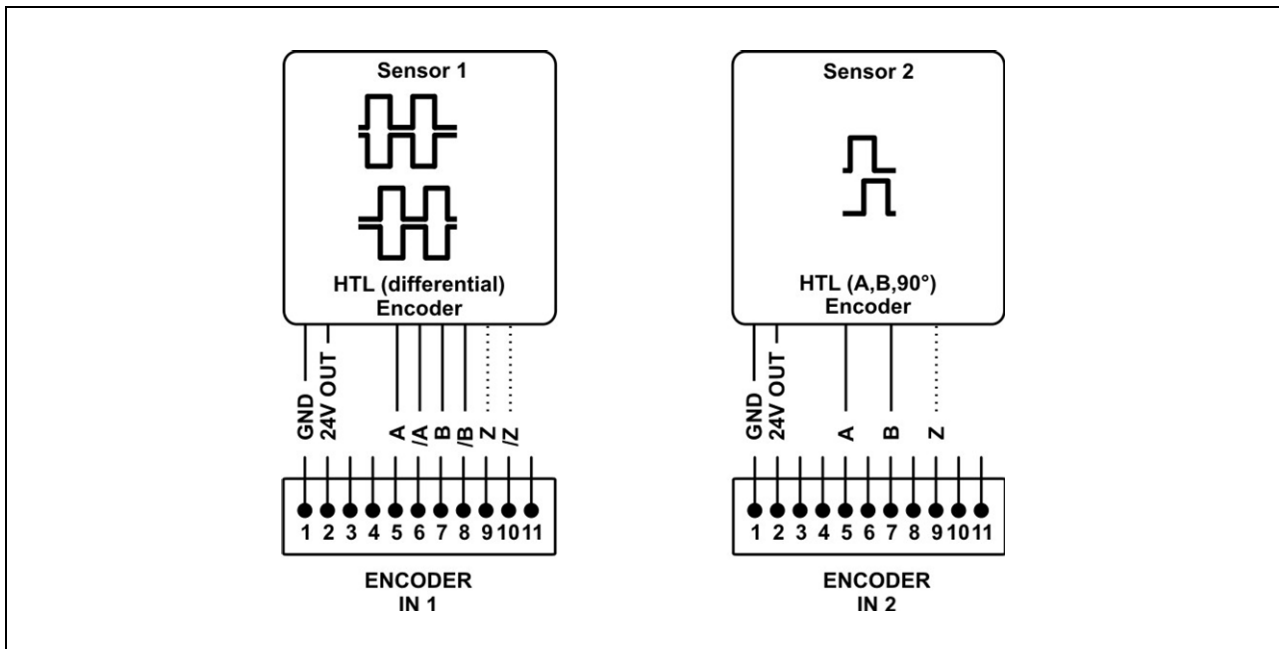 Sensor 1
HTL (differential)
Encoder
GND
24V OUT
A
/A
B
/B
Z
/Z
1 2 3 4 5 6 7 8 9 10 11
ENCODER
IN 1
Sensor 2
HTL (A,B,90°)
Encoder
GND
24V OUT
A
B
Z
1 2 3 4 5 6 7 8 9 10 11
ENCODER
IN 2